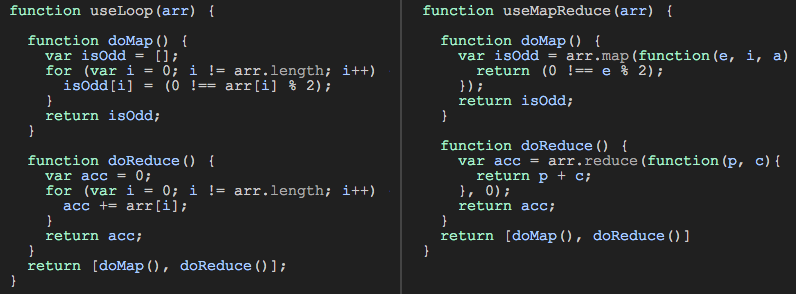 function useLoop(arr) {
function doMap() {
var isOdd = [];
for (var i = 0; i != arr.length; i++)
isOdd[i] = (0 !== arr[i] % 2);
}
return isOdd;
}
function doReduce() {
var acc = 0;
for (var i = 0; i != arr.length; i++)
acc += arr[i];
}
return acc;
}
return [doMap(), doReduce()];
}
function useMapReduce(arr) {
function doMap() {
var isOdd = arr.map(function(e, i, a)
return (0 !== e % 2);
});
return isOdd;
}
function doReduce() {
var acc = arr.reduce(function(p, c){
return p + c;
}, 0);
return acc;
}
return [doMap(), doReduce()]
}